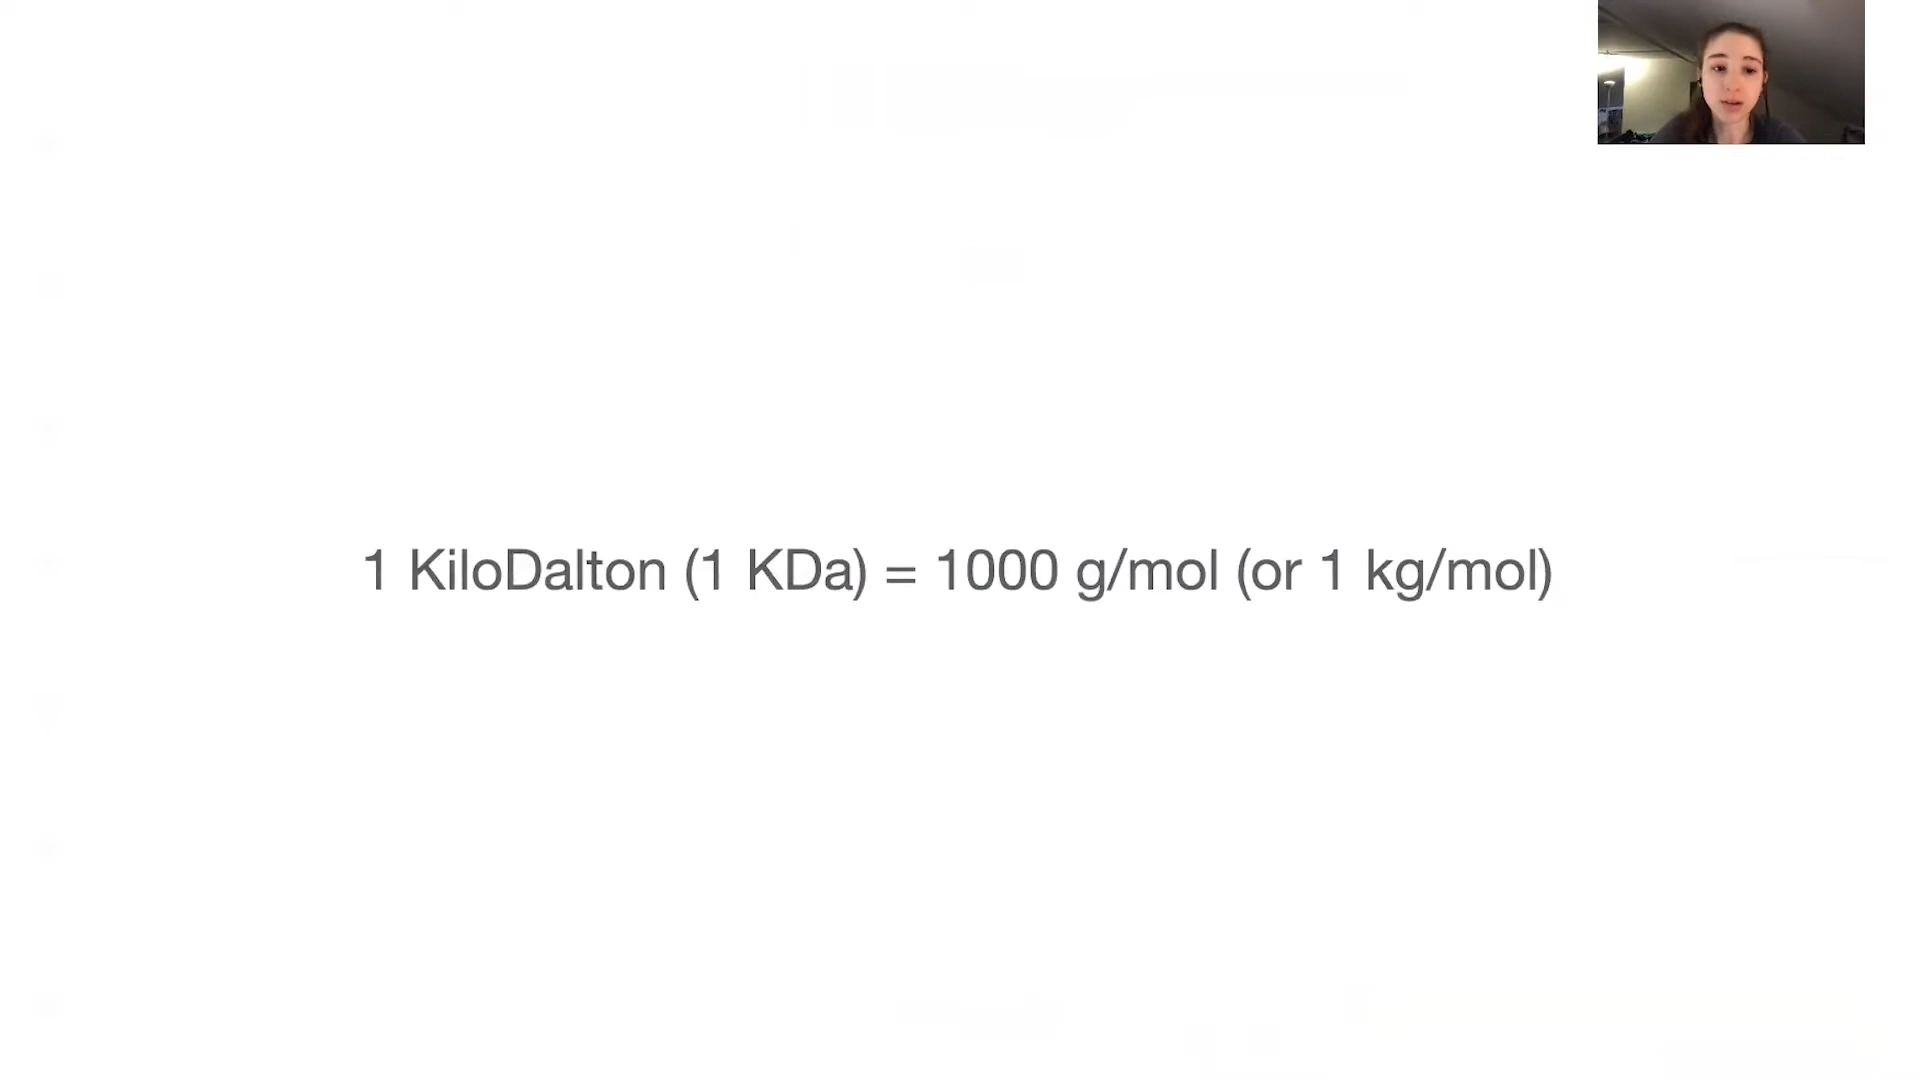 1 KiloDalton (1 KDa) = 1000 g/mol (or 1 kg/mol)